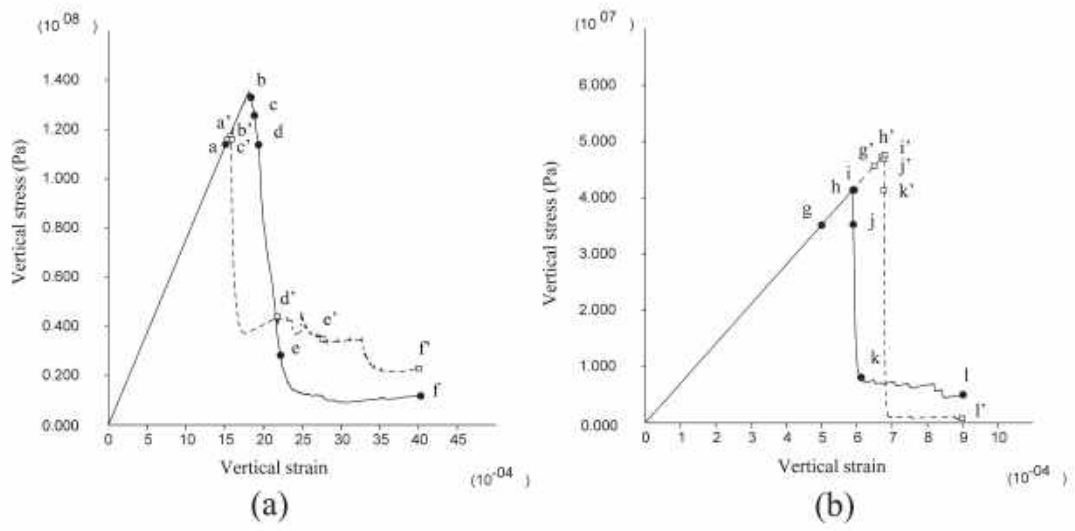 (10^08 )
1.400
1.200
1.000
0.800
0.600
0.400
0.200
0.000
Vertical stress (Pa)
0 5 10 15 20 25 30 35 40 45
Vertical strain
(10^-04 )
a' b' a c' b c d d' e e' f' f
(a)
(10^07 )
6.000
5.000
4.000
3.000
2.000
1.000
0.000
Vertical stress (Pa)
0 1 2 3 4 5 6 7 8 9 10
Vertical strain
(10^-04 )
g h i g' h' i' j' k' j k l l'
(b)